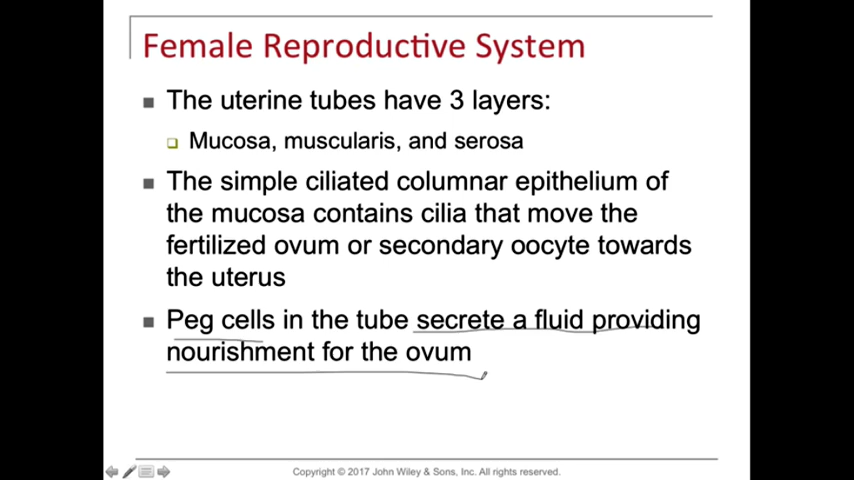 Female Reproductive System
The uterine tubes have 3 layers:
Mucosa, muscularis, and serosa
The simple ciliated columnar epithelium of
the mucosa contains cilia that move the
fertilized ovum or secondary oocyte towards
the uterus
Peg cells in the tube secrete a fluid providing
nourishment for the ovum
Copyright © 2017 John Wiley & Sons, Inc. All rights reserved.